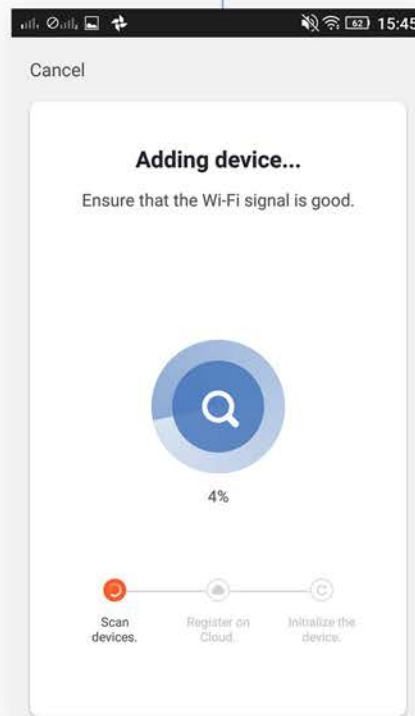 62 15:45
Cancel
Adding device...
Ensure that the Wi-Fi signal is good.
4%
Scan
devices.
Register on
Cloud.
Initialize the
device.